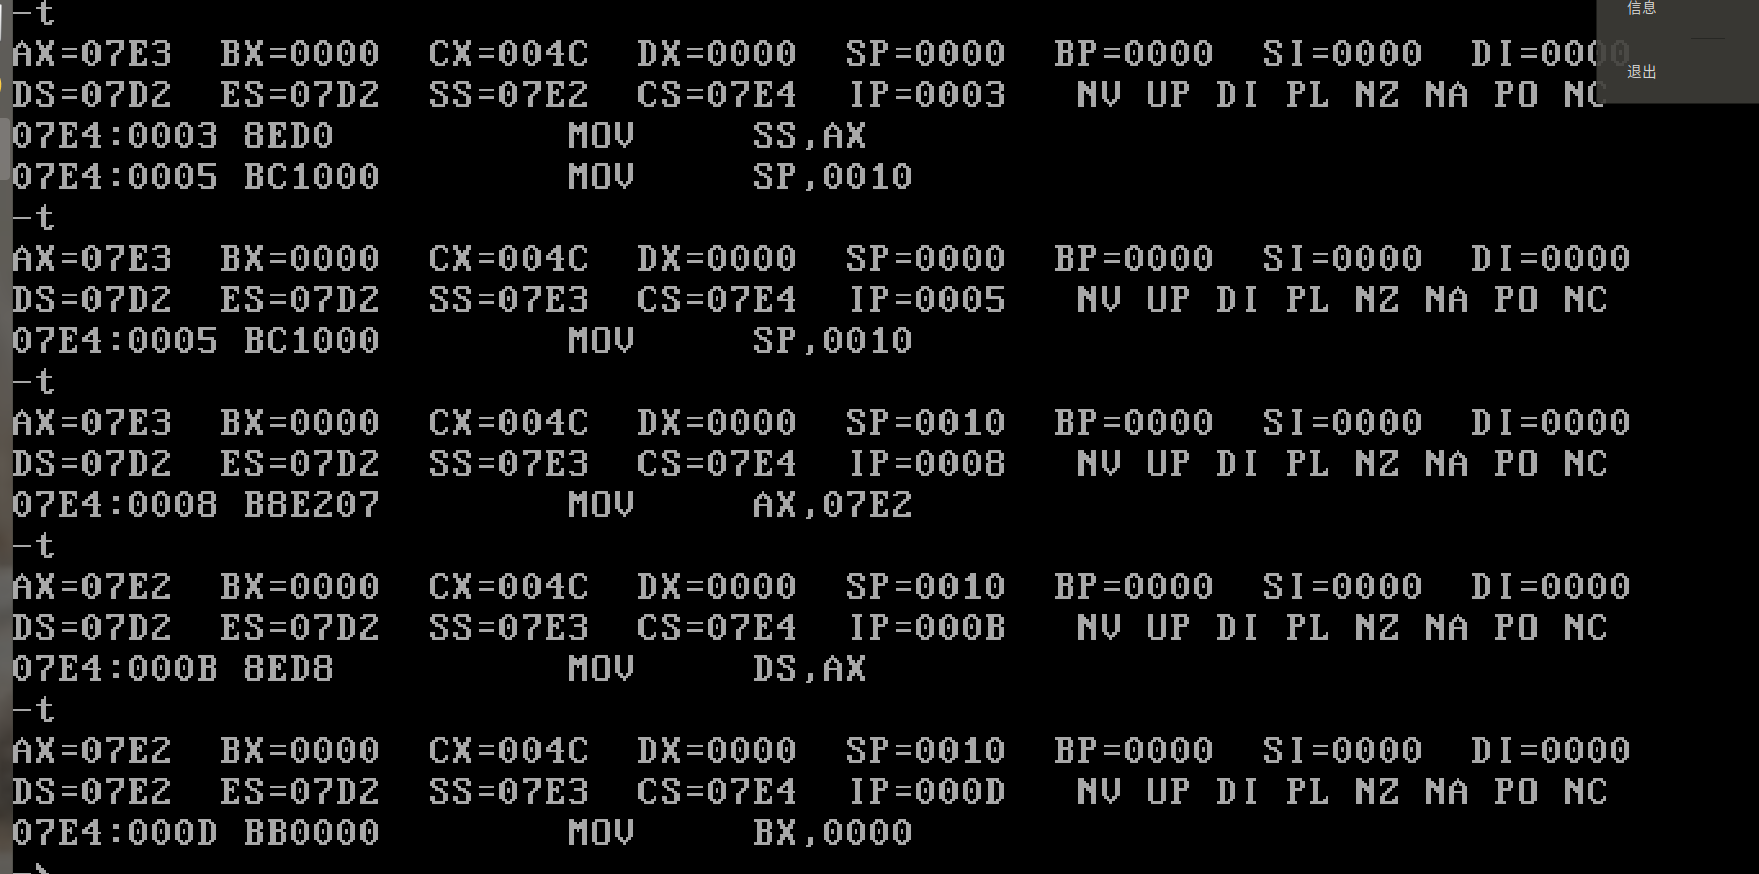 -t
AX=07E3 BX=0000 CX=004C DX=0000 SP=0000 BP=0000 SI=0000 DI=0000
DS=07D2 ES=07D2 SS=07E2 CS=07E4 IP=0003 NV UP DI PL NZ NA PO NC
07E4:0003 8ED0 MOV SS,AX
07E4:0005 BC1000 MOV SP,0010
-t
AX=07E3 BX=0000 CX=004C DX=0000 SP=0000 BP=0000 SI=0000 DI=0000
DS=07D2 ES=07D2 SS=07E3 CS=07E4 IP=0005 NV UP DI PL NZ NA PO NC
07E4:0005 BC1000 MOV SP,0010
-t
AX=07E3 BX=0000 CX=004C DX=0000 SP=0010 BP=0000 SI=0000 DI=0000
DS=07D2 ES=07D2 SS=07E3 CS=07E4 IP=0008 NV UP DI PL NZ NA PO NC
07E4:0008 B8E207 MOV AX,07E2
-t
AX=07E2 BX=0000 CX=004C DX=0000 SP=0010 BP=0000 SI=0000 DI=0000
DS=07D2 ES=07D2 SS=07E3 CS=07E4 IP=000B NV UP DI PL NZ NA PO NC
07E4:000B 8ED8 MOV DS,AX
-t
AX=07E2 BX=0000 CX=004C DX=0000 SP=0010 BP=0000 SI=0000 DI=0000
DS=07E2 ES=07D2 SS=07E3 CS=07E4 IP=000D NV UP DI PL NZ NA PO NC
07E4:000D BB0000 MOV BX,0000
信息
退出